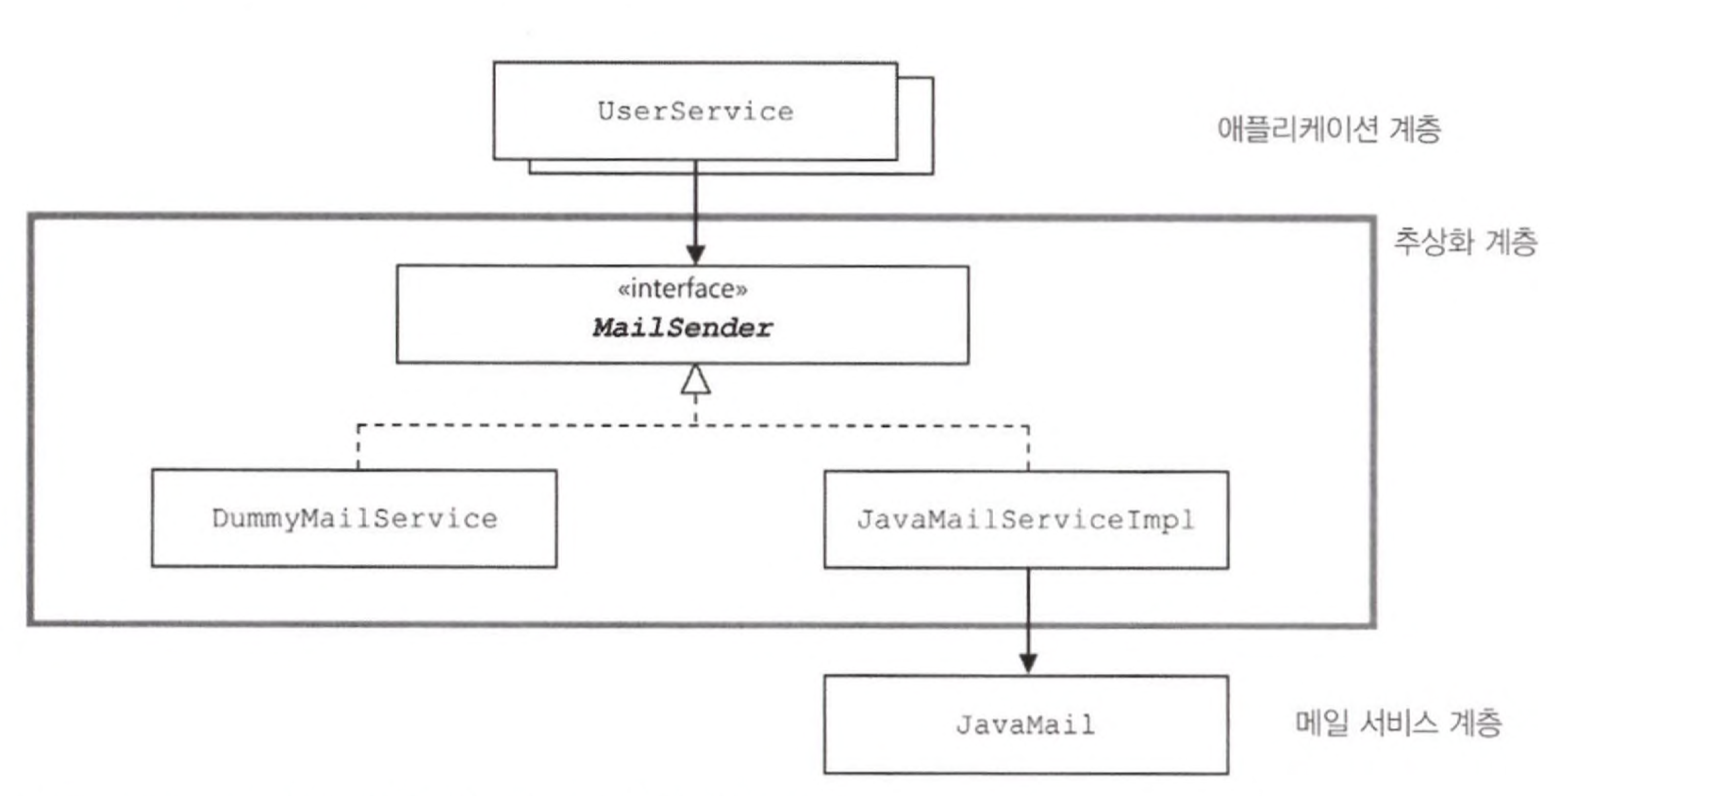 UserService
애플리케이션 계층
추상화 계층
«interface»
MailSender
DummyMailService
JavaMailServiceImpl
JavaMail
메일 서비스 계층